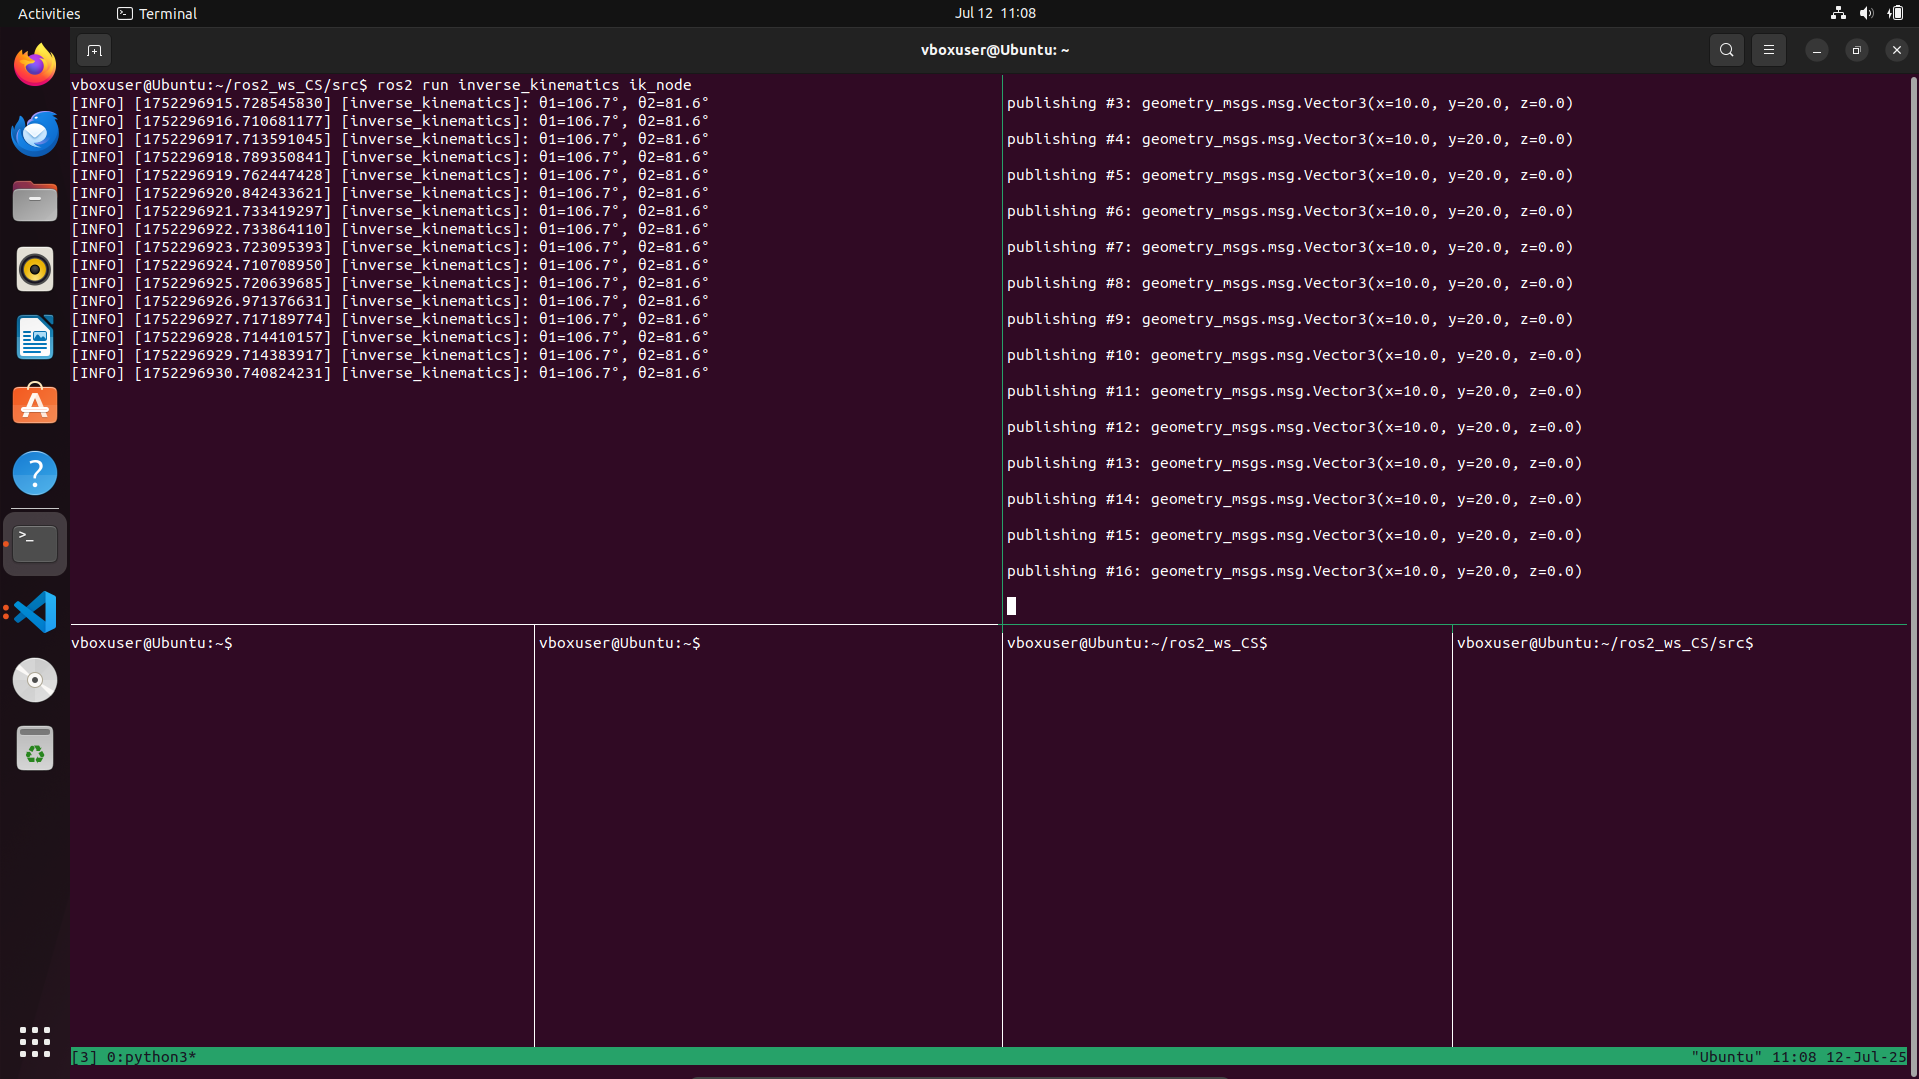 Activities
Terminal
Jul 12 11:08
vboxuser@Ubuntu: ~
vboxuser@Ubuntu:~/ros2_ws_CS/src$ ros2 run inverse_kinematics ik_node
[INFO] [1752296915.728545830] [inverse_kinematics]: θ1=106.7°, θ2=81.6°
[INFO] [1752296916.710681177] [inverse_kinematics]: θ1=106.7°, θ2=81.6°
[INFO] [1752296917.713591045] [inverse_kinematics]: θ1=106.7°, θ2=81.6°
[INFO] [1752296918.789350841] [inverse_kinematics]: θ1=106.7°, θ2=81.6°
[INFO] [1752296919.762447428] [inverse_kinematics]: θ1=106.7°, θ2=81.6°
[INFO] [1752296920.842433621] [inverse_kinematics]: θ1=106.7°, θ2=81.6°
[INFO] [1752296921.733419297] [inverse_kinematics]: θ1=106.7°, θ2=81.6°
[INFO] [1752296922.733864110] [inverse_kinematics]: θ1=106.7°, θ2=81.6°
[INFO] [1752296923.723095393] [inverse_kinematics]: θ1=106.7°, θ2=81.6°
[INFO] [1752296924.710708950] [inverse_kinematics]: θ1=106.7°, θ2=81.6°
[INFO] [1752296925.720639685] [inverse_kinematics]: θ1=106.7°, θ2=81.6°
[INFO] [1752296926.971376631] [inverse_kinematics]: θ1=106.7°, θ2=81.6°
[INFO] [1752296927.717189774] [inverse_kinematics]: θ1=106.7°, θ2=81.6°
[INFO] [1752296928.714410157] [inverse_kinematics]: θ1=106.7°, θ2=81.6°
[INFO] [1752296929.714383917] [inverse_kinematics]: θ1=106.7°, θ2=81.6°
[INFO] [1752296930.740824231] [inverse_kinematics]: θ1=106.7°, θ2=81.6°
publishing #3: geometry_msgs.msg.Vector3(x=10.0, y=20.0, z=0.0)
publishing #4: geometry_msgs.msg.Vector3(x=10.0, y=20.0, z=0.0)
publishing #5: geometry_msgs.msg.Vector3(x=10.0, y=20.0, z=0.0)
publishing #6: geometry_msgs.msg.Vector3(x=10.0, y=20.0, z=0.0)
publishing #7: geometry_msgs.msg.Vector3(x=10.0, y=20.0, z=0.0)
publishing #8: geometry_msgs.msg.Vector3(x=10.0, y=20.0, z=0.0)
publishing #9: geometry_msgs.msg.Vector3(x=10.0, y=20.0, z=0.0)
publishing #10: geometry_msgs.msg.Vector3(x=10.0, y=20.0, z=0.0)
publishing #11: geometry_msgs.msg.Vector3(x=10.0, y=20.0, z=0.0)
publishing #12: geometry_msgs.msg.Vector3(x=10.0, y=20.0, z=0.0)
publishing #13: geometry_msgs.msg.Vector3(x=10.0, y=20.0, z=0.0)
publishing #14: geometry_msgs.msg.Vector3(x=10.0, y=20.0, z=0.0)
publishing #15: geometry_msgs.msg.Vector3(x=10.0, y=20.0, z=0.0)
publishing #16: geometry_msgs.msg.Vector3(x=10.0, y=20.0, z=0.0)
vboxuser@Ubuntu:~$
vboxuser@Ubuntu:~$
vboxuser@Ubuntu:~/ros2_ws_CS$
vboxuser@Ubuntu:~/ros2_ws_CS/src$
[3] 0:python3*
"Ubuntu" 11:08 12-Jul-25